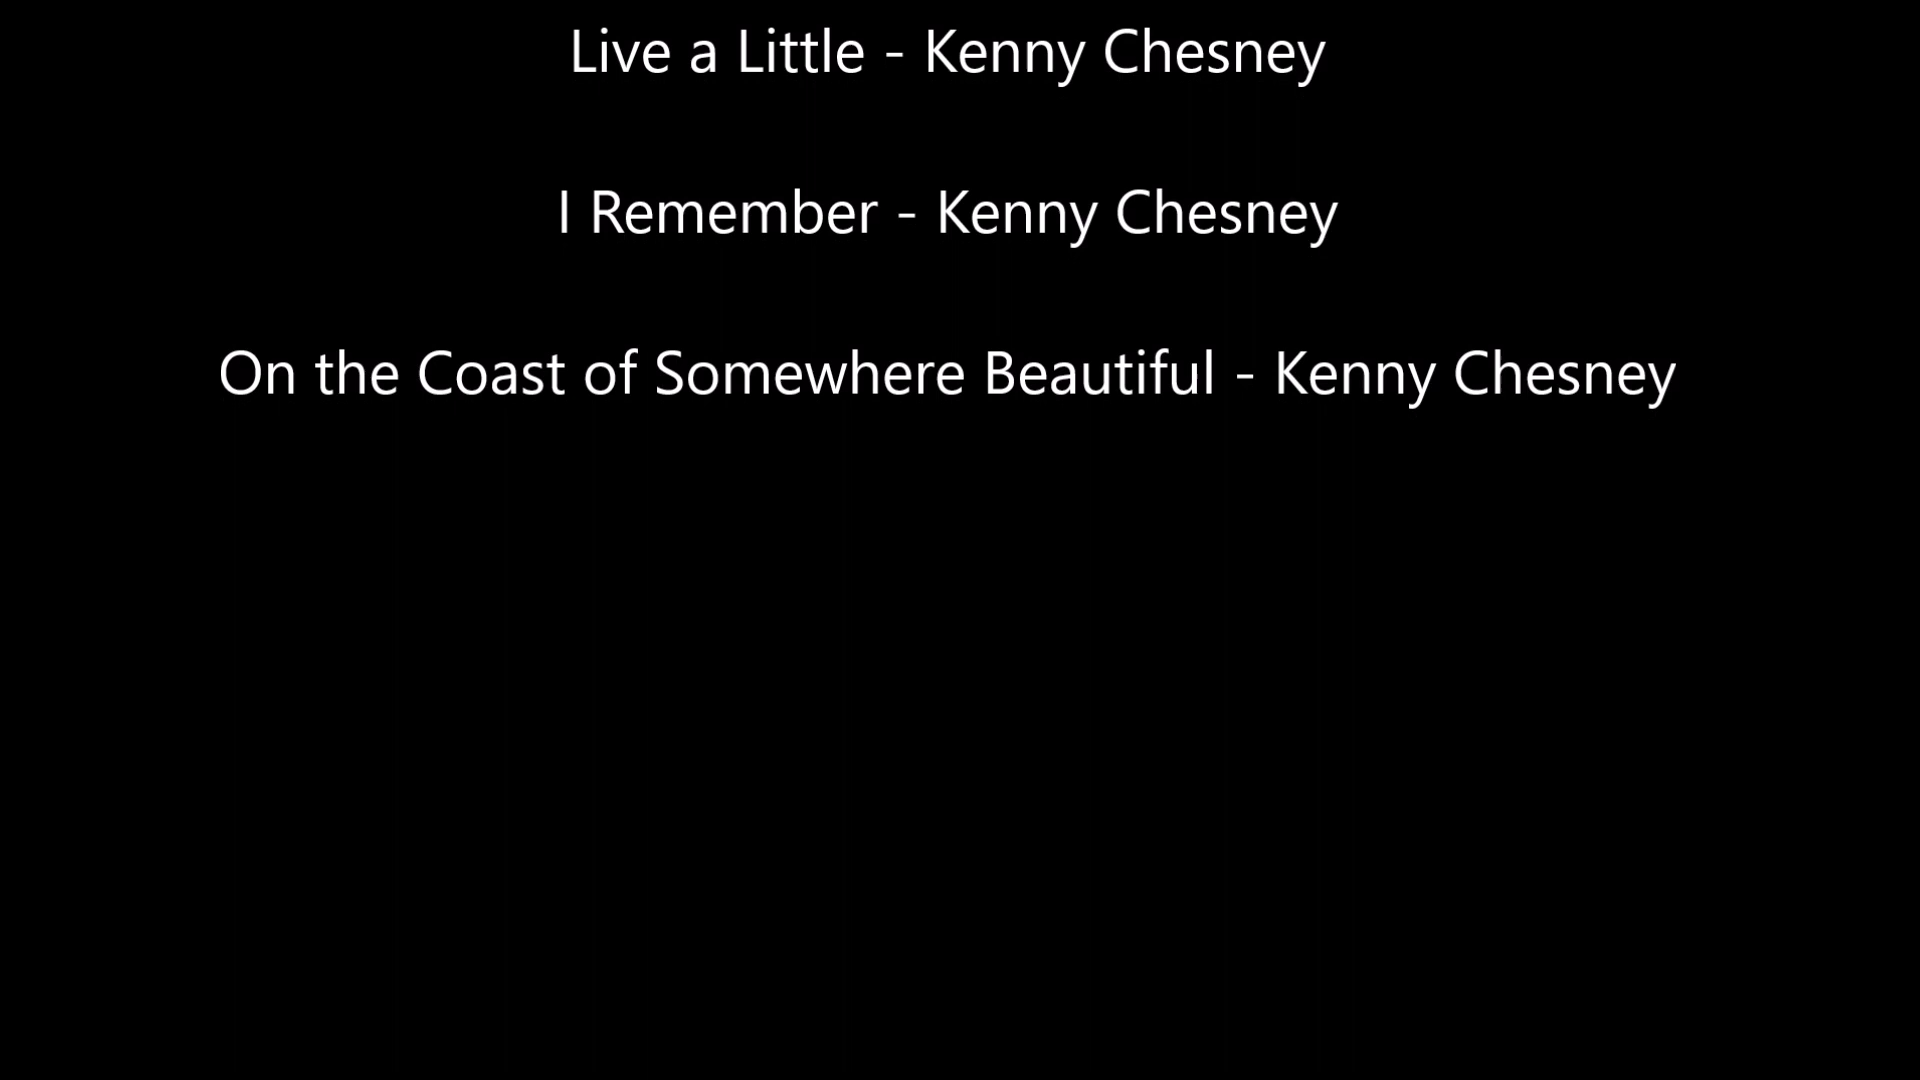 Live a Little - Kenny Chesney
I Remember - Kenny Chesney
On the Coast of Somewhere Beautiful - Kenny Chesney